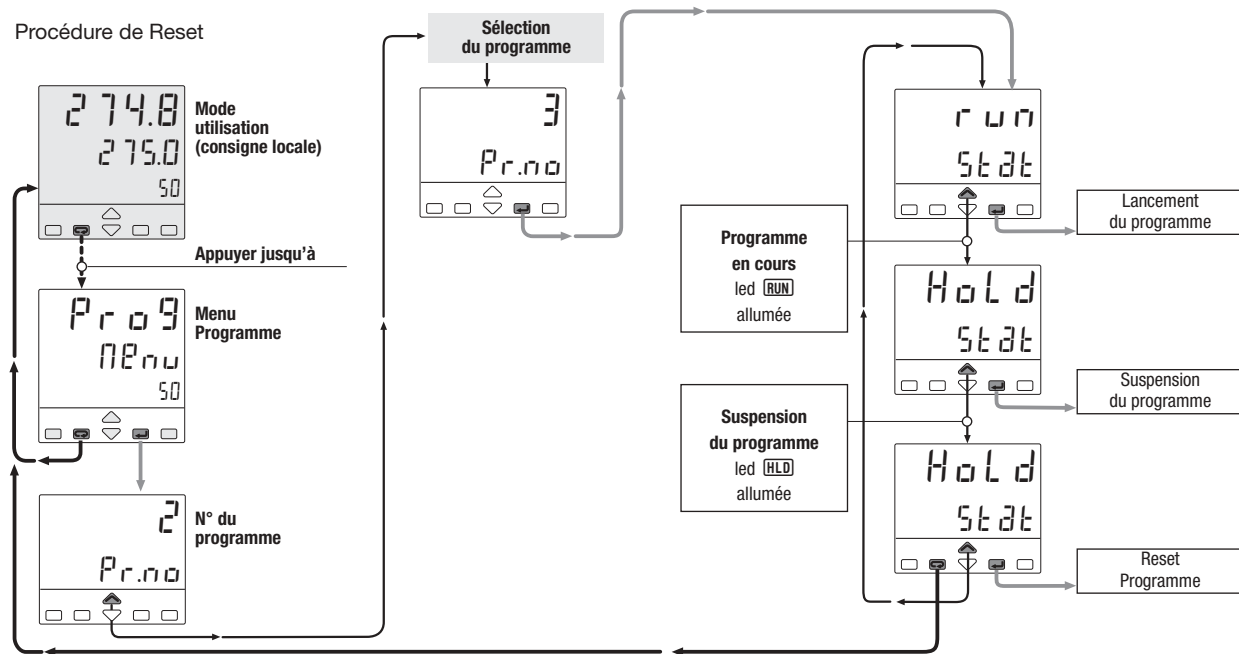 Procédure de Reset
274.8
275.0
50
Mode
utilisation
(consigne locale)
Appuyer jusqu'à
Prog
MEnu
50
Menu
Programme
2
Pr.no
N° du
programme
Sélection
du programme
3
Pr.no
Programme
en cours
led RUN
allumée
Suspension
du programme
led HLD
allumée
run
Stat
Lancement
du programme
HoLd
Stat
Suspension
du programme
HoLd
Stat
Reset
Programme